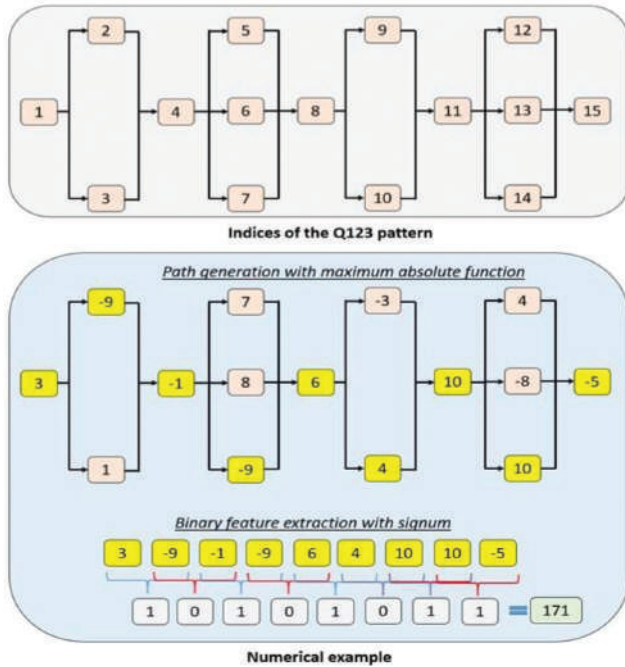 2 5 9 12
1 4 6 8 11 13 15
3 7 10 14
Indices of the Q123 pattern
Path generation with maximum absolute function
-9 7 -3 4
3 -1 8 6 10 -8 -5
1 -9 4 10
Binary feature extraction with signum
3 -9 -1 -9 6 4 10 10 -5
1 0 1 0 1 0 1 1 = 171
Numerical example